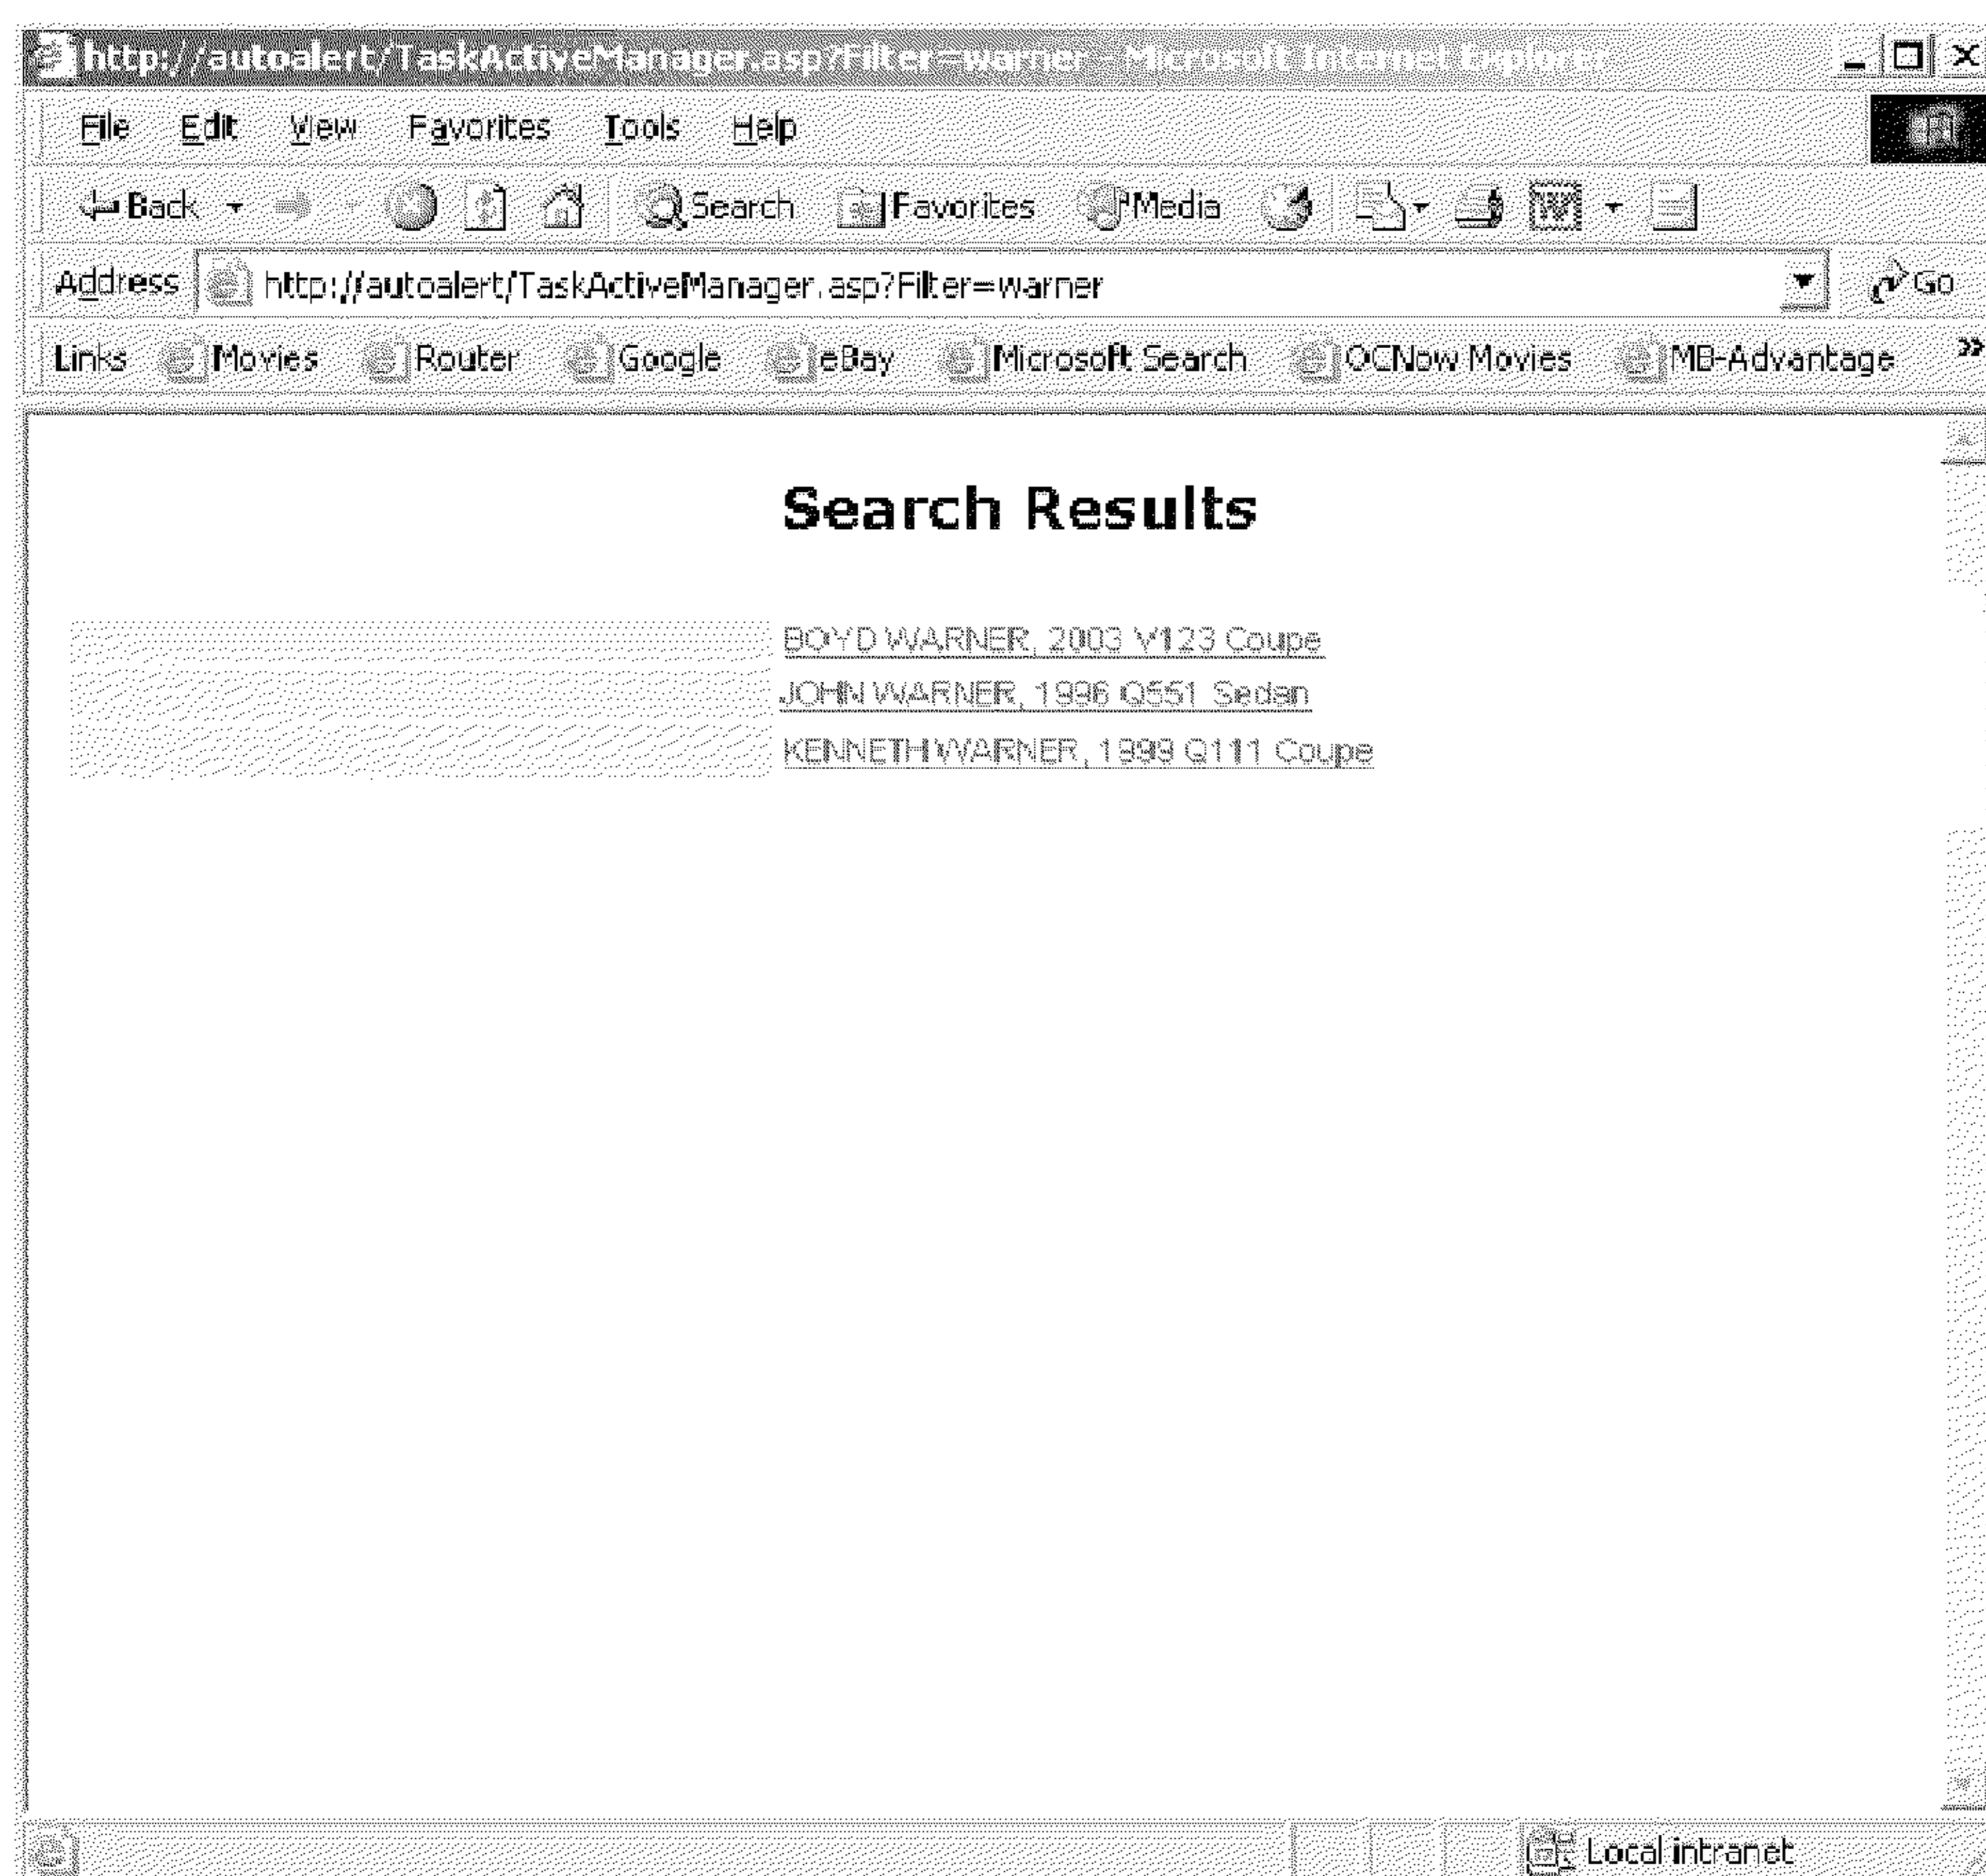 http://autoalert/TaskActiveManager.asp?Filter=warner - Microsoft Internet Explorer
File Edit View Favorites Tools Help
Back Search Favorites Media
Address http://autoalert/TaskActiveManager.asp?Filter=warner Go
Links Movies Router Google eBay Microsoft Search OCNow Movies MB-Advantage »
Search Results
BOYD WARNER, 2003 V123 Coupe
JOHN WARNER, 1996 Q551 Sedan
KENNETH WARNER, 1999 Q111 Coupe
Local intranet